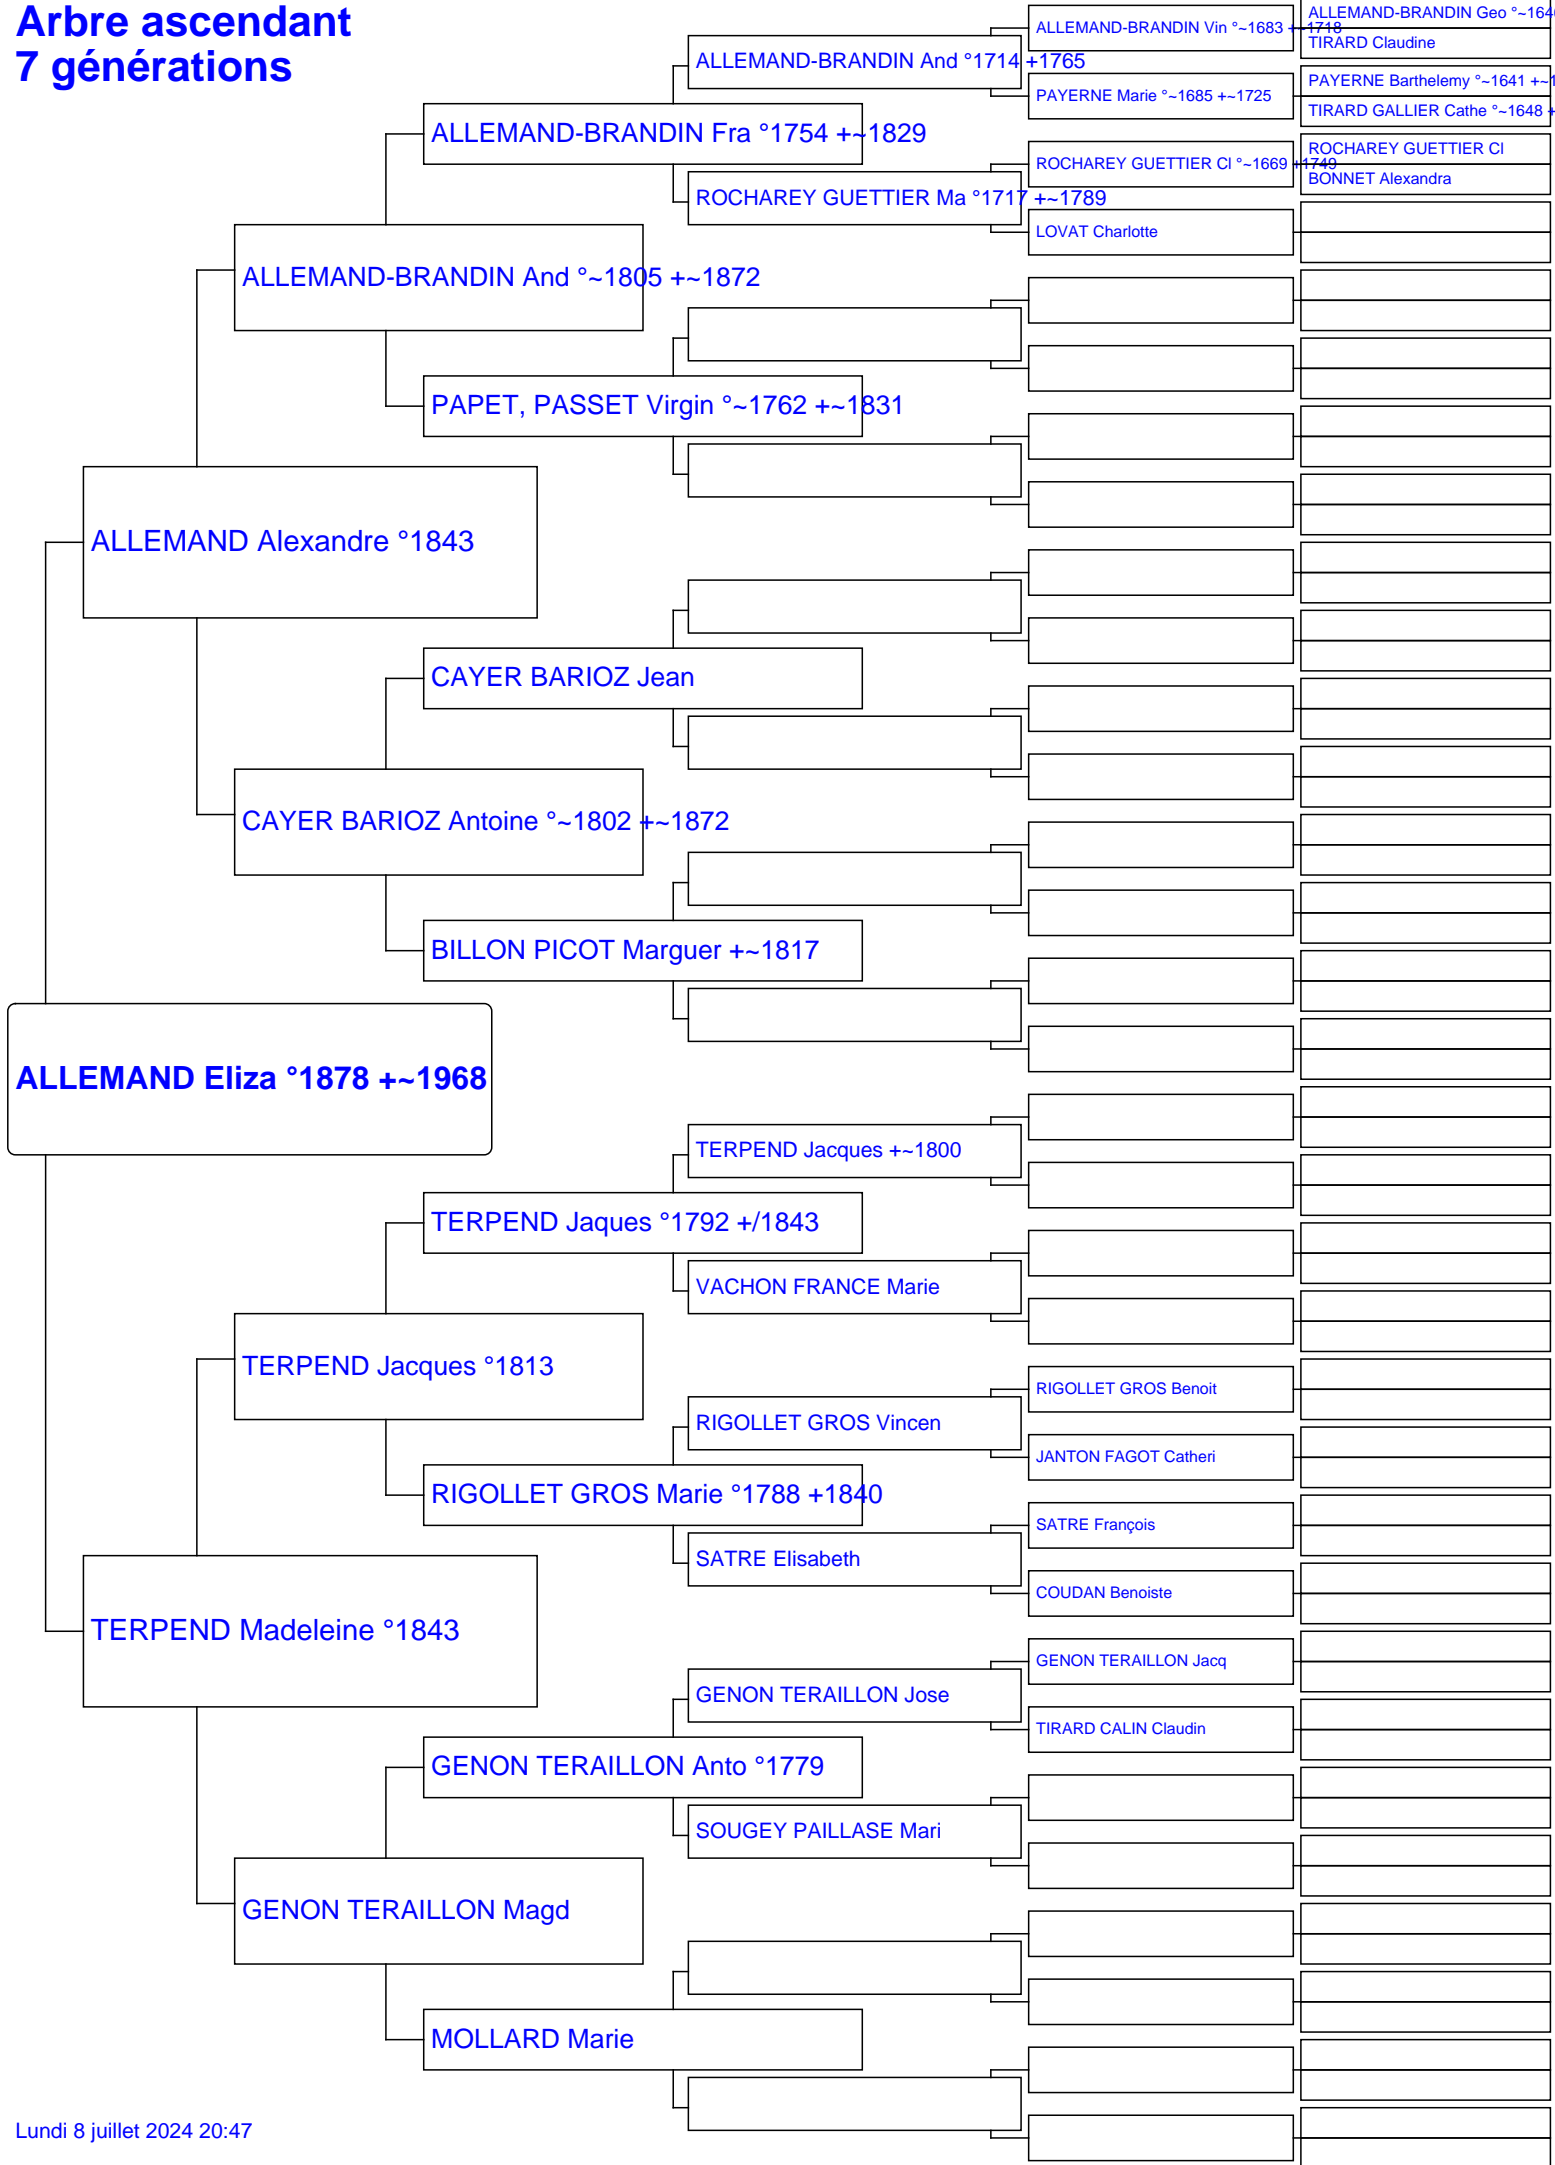 Arbre ascendant
7 générations
ALLEMAND-BRANDIN Geo °~164
ALLEMAND-BRANDIN Vin °~1683 +~1718
TIRARD Claudine
ALLEMAND-BRANDIN And °1714 +1765
PAYERNE Barthelemy °~1641 +~1
PAYERNE Marie °~1685 +~1725
TIRARD GALLIER Cathe °~1648 +
ALLEMAND-BRANDIN Fra °1754 +~1829
ROCHAREY GUETTIER Cl
ROCHAREY GUETTIER Cl °~1669 +1749
BONNET Alexandra
ROCHAREY GUETTIER Ma °1717 +~1789
LOVAT Charlotte
ALLEMAND-BRANDIN And °~1805 +~1872
PAPET, PASSET Virgin °~1762 +~1831
ALLEMAND Alexandre °1843
CAYER BARIOZ Jean
CAYER BARIOZ Antoine °~1802 +~1872
BILLON PICOT Marguer +~1817
ALLEMAND Eliza °1878 +~1968
TERPEND Jacques +~1800
TERPEND Jaques °1792 +/1843
VACHON FRANCE Marie
TERPEND Jacques °1813
RIGOLLET GROS Benoit
RIGOLLET GROS Vincen
JANTON FAGOT Catheri
RIGOLLET GROS Marie °1788 +1840
SATRE François
SATRE Elisabeth
COUDAN Benoiste
TERPEND Madeleine °1843
GENON TERAILLON Jacq
GENON TERAILLON Jose
TIRARD CALIN Claudin
GENON TERAILLON Anto °1779
SOUGEY PAILLASE Mari
GENON TERAILLON Magd
MOLLARD Marie
Lundi 8 juillet 2024 20:47